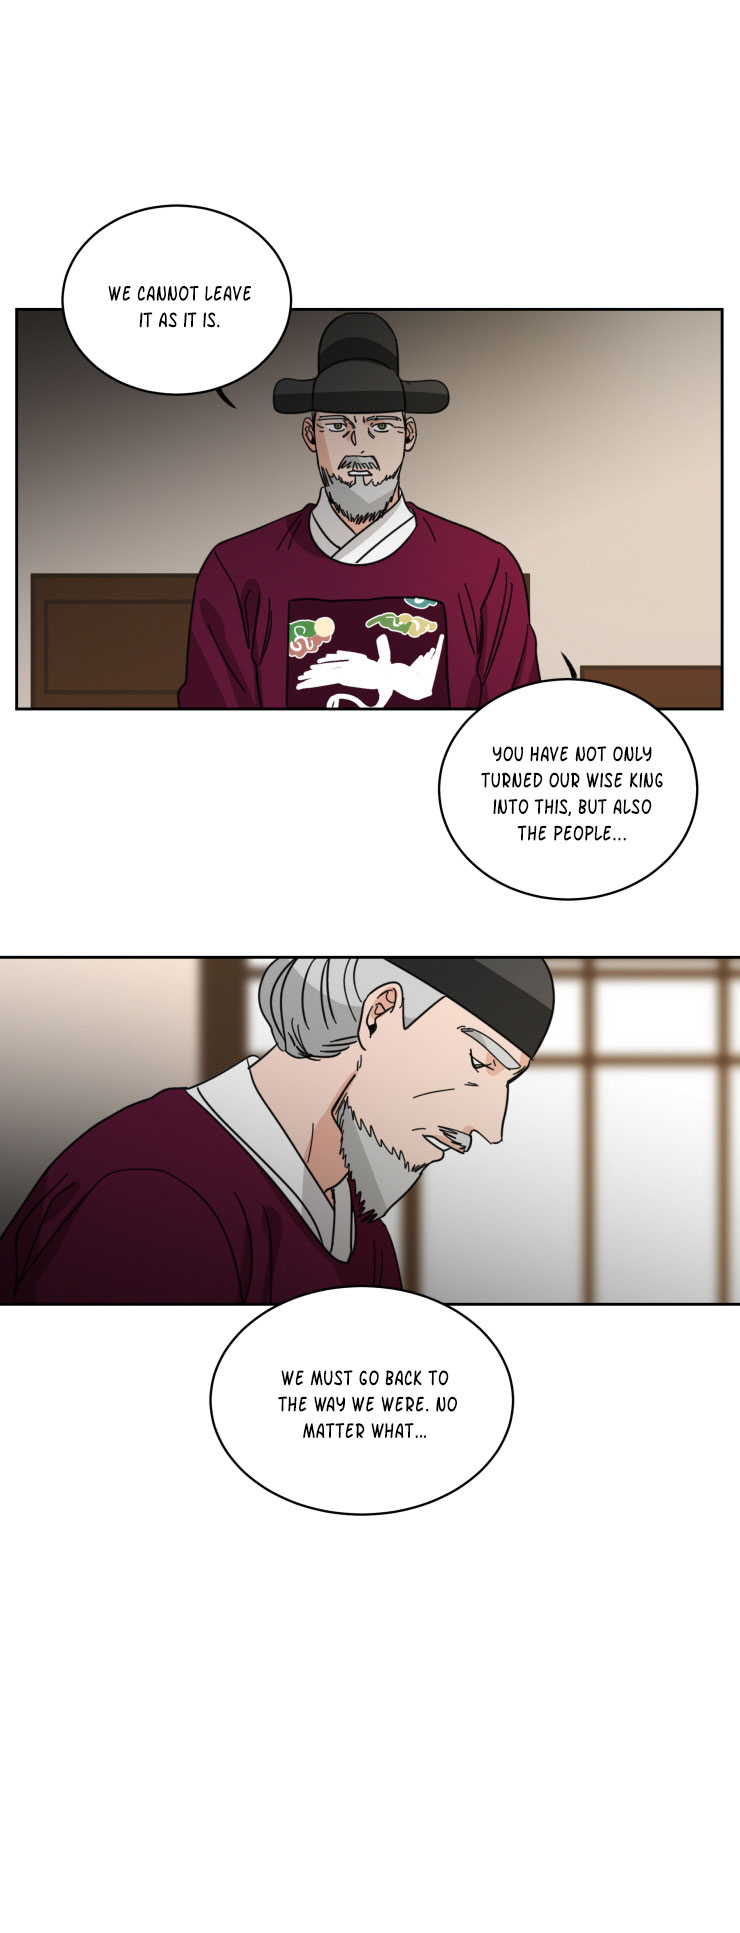 WE CANNOT LEAVE
IT AS IT IS.
YOU HAVE NOT ONLY
TURNED OUR WISE KING
INTO THIS, BUT ALSO
THE PEOPLE...
WE MUST GO BACK TO
THE WAY WE WERE. NO
MATTER WHAT...